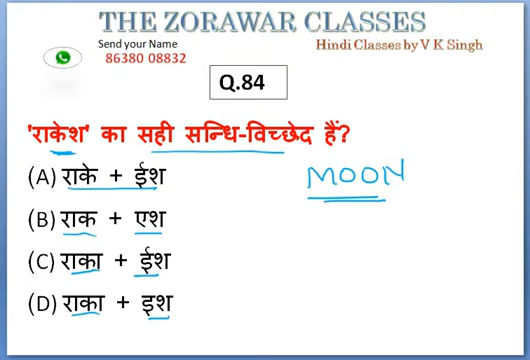 THE ZORAWAR CLASSES
Send your Name
Hindi Classes by V K Singh
86380 08832
Q.84
'राकेश' का सही सन्धि-विच्छेद हैं?
(A) राके + ईश
MOON
(B) राक + एश
(C) राका + ईश
(D) राका + इश